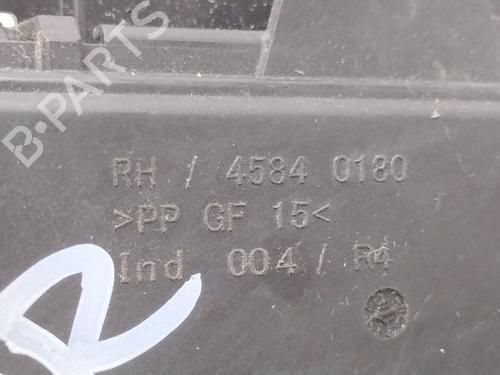 B-PARTS
RH / 4584 0180
>PP GF 15<
Ind 004 / R4
R